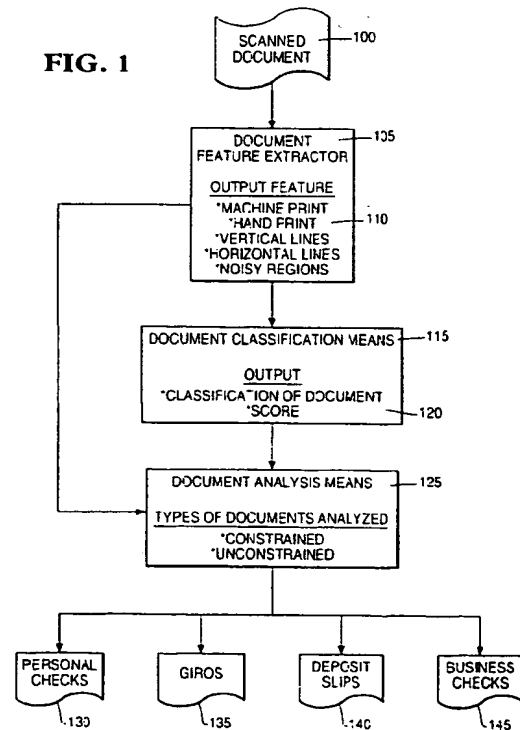 FIG. 1
SCANNED
DOCUMENT
100
DOCUMENT
FEATURE EXTRACTOR
105
OUTPUT FEATURE
*MACHINE PRINT
*HAND PRINT
110
*VERTICAL LINES
*HORIZONTAL LINES
*NOISY REGIONS
DOCUMENT CLASSIFICATION MEANS
115
OUTPUT
*CLASSIFICATION OF DOCUMENT
*SCORE
120
DOCUMENT ANALYSIS MEANS
125
TYPES OF DOCUMENTS ANALYZED
*CONSTRAINED
*UNCONSTRAINED
PERSONAL
CHECKS
GIROS
DEPOSIT
SLIPS
BUSINESS
CHECKS
130
135
140
145